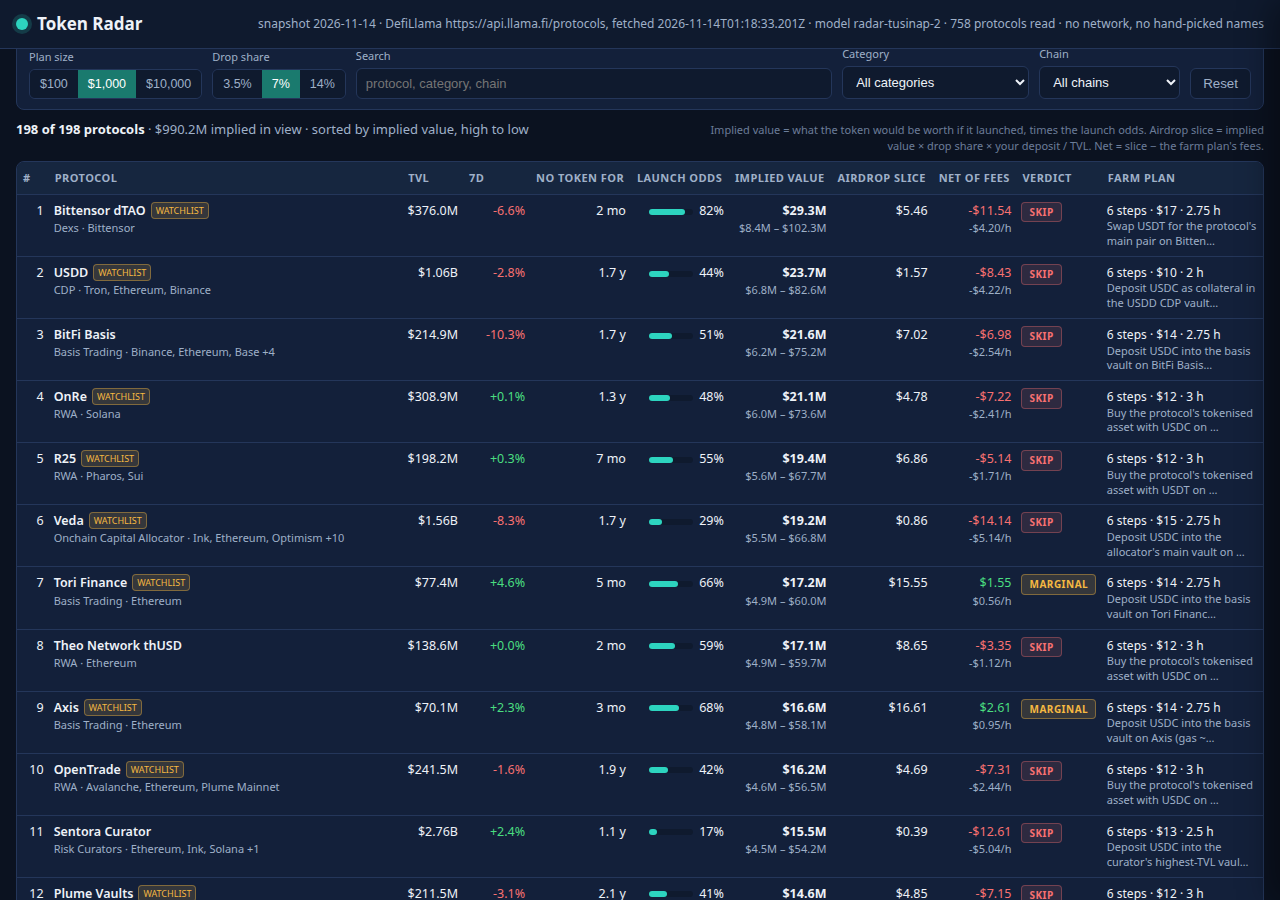 Token Radar
snapshot 2026-11-14 · DefiLlama https://api.llama.fi/protocols, fetched 2026-11-14T01:18:33.201Z · model radar-tusinap-2 · 758 protocols read · no network, no hand-picked names
Plan size Drop share Search Category Chain
$100 $1,000 $10,000 3.5% 7% 14% protocol, category, chain All categories All chains Reset
198 of 198 protocols · $990.2M implied in view · sorted by implied value, high to low
Implied value = what the token would be worth if it launched, times the launch odds. Airdrop slice = implied
value × drop share × your deposit / TVL. Net = slice − the farm plan's fees.
# PROTOCOL TVL 7D NO TOKEN FOR LAUNCH ODDS IMPLIED VALUE AIRDROP SLICE NET OF FEES VERDICT FARM PLAN
1 Bittensor dTAO WATCHLIST $376.0M -6.6% 2 mo 82% $29.3M $5.46 -$11.54 SKIP 6 steps · $17 · 2.75 h
Dexs · Bittensor $8.4M – $102.3M -$4.20/h Swap USDT for the protocol's
main pair on Bitten...
2 USDD WATCHLIST $1.06B -2.8% 1.7 y 44% $23.7M $1.57 -$8.43 SKIP 6 steps · $10 · 2 h
CDP · Tron, Ethereum, Binance $6.8M – $82.6M -$4.22/h Deposit USDC as collateral in
the USDD CDP vault...
3 BitFi Basis $214.9M -10.3% 1.7 y 51% $21.6M $7.02 -$6.98 SKIP 6 steps · $14 · 2.75 h
Basis Trading · Binance, Ethereum, Base +4 $6.2M – $75.2M -$2.54/h Deposit USDC into the basis
vault on BitFi Basis...
4 OnRe WATCHLIST $308.9M +0.1% 1.3 y 48% $21.1M $4.78 -$7.22 SKIP 6 steps · $12 · 3 h
RWA · Solana $6.0M – $73.6M -$2.41/h Buy the protocol's tokenised
asset with USDC on ...
5 R25 WATCHLIST $198.2M +0.3% 7 mo 55% $19.4M $6.86 -$5.14 SKIP 6 steps · $12 · 3 h
RWA · Pharos, Sui $5.6M – $67.7M -$1.71/h Buy the protocol's tokenised
asset with USDT on ...
6 Veda WATCHLIST $1.56B -8.3% 1.7 y 29% $19.2M $0.86 -$14.14 SKIP 6 steps · $15 · 2.75 h
Onchain Capital Allocator · Ink, Ethereum, Optimism +10 $5.5M – $66.8M -$5.14/h Deposit USDC into the
allocator's main vault on ...
7 Tori Finance WATCHLIST $77.4M +4.6% 5 mo 66% $17.2M $15.55 $1.55 MARGINAL 6 steps · $14 · 2.75 h
Basis Trading · Ethereum $4.9M – $60.0M $0.56/h Deposit USDC into the basis
vault on Tori Financ...
8 Theo Network thUSD $138.6M +0.0% 2 mo 59% $17.1M $8.65 -$3.35 SKIP 6 steps · $12 · 3 h
RWA · Ethereum $4.9M – $59.7M -$1.12/h Buy the protocol's tokenised
asset with USDC on ...
9 Axis WATCHLIST $70.1M +2.3% 3 mo 68% $16.6M $16.61 $2.61 MARGINAL 6 steps · $14 · 2.75 h
Basis Trading · Ethereum $4.8M – $58.1M $0.95/h Deposit USDC into the basis
vault on Axis (gas ~...
10 OpenTrade WATCHLIST $241.5M -1.6% 1.9 y 42% $16.2M $4.69 -$7.31 SKIP 6 steps · $12 · 3 h
RWA · Avalanche, Ethereum, Plume Mainnet $4.6M – $56.5M -$2.44/h Buy the protocol's tokenised
asset with USDC on ...
11 Sentora Curator $2.76B +2.4% 1.1 y 17% $15.5M $0.39 -$12.61 SKIP 6 steps · $13 · 2.5 h
Risk Curators · Ethereum, Ink, Solana +1 $4.5M – $54.2M -$5.04/h Deposit USDC into the
curator's highest-TVL vaul...
12 Plume Vaults WATCHLIST $211.5M -3.1% 2.1 y 41% $14.6M $4.85 -$7.15 SKIP 6 steps · $12 · 3 h